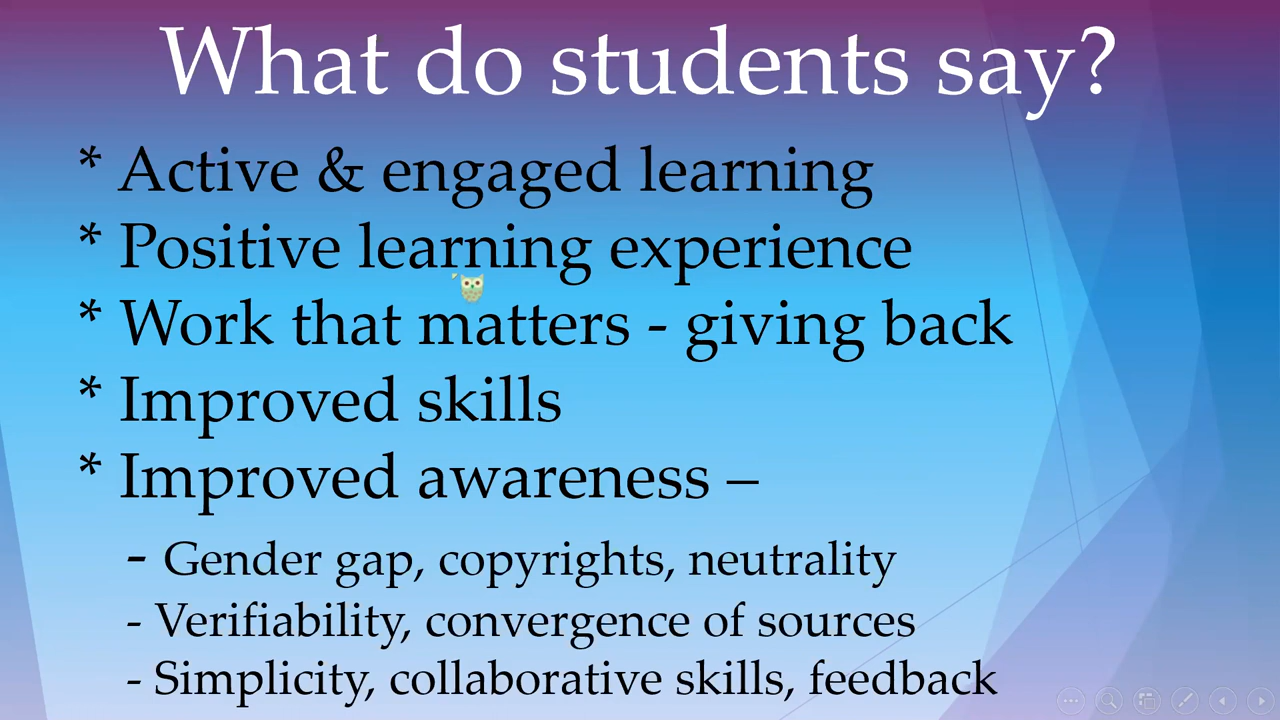 What do students say?
* Active & engaged learning
* Positive learning experience
* Work that matters - giving back
* Improved skills
* Improved awareness –
- Gender gap, copyrights, neutrality
- Verifiability, convergence of sources
- Simplicity, collaborative skills, feedback